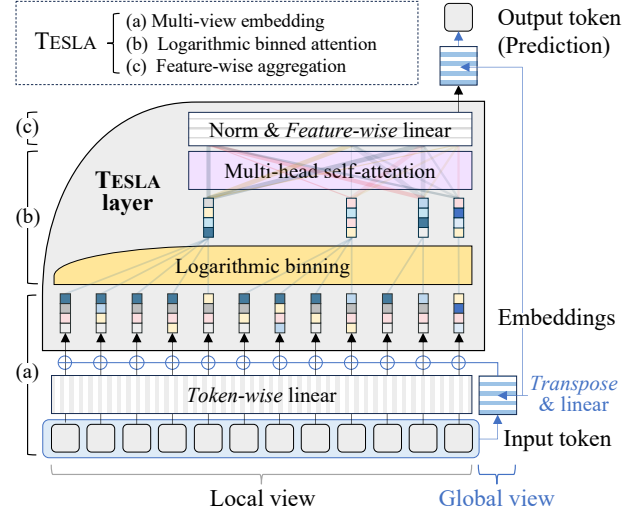 TESLA
(a) Multi-view embedding
(b) Logarithmic binned attention
(c) Feature-wise aggregation
Output token
(Prediction)
(c)
Norm & Feature-wise linear
Multi-head self-attention
TESLA
layer
(b)
Logarithmic binning
Embeddings
(a)
Token-wise linear
Transpose
& linear
Input token
Local view
Global view